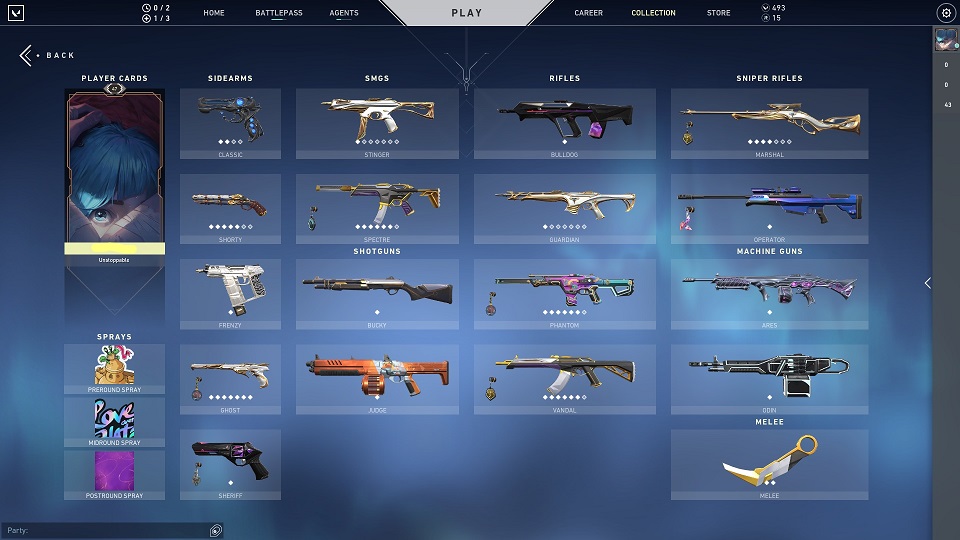 0 / 2
1 / 3
HOME
BATTLEPASS
AGENTS
PLAY
CAREER
COLLECTION
STORE
493
15
BACK
PLAYER CARDS
SIDEARMS
SMGS
RIFLES
SNIPER RIFLES
47
CLASSIC
STINGER
BULLDOG
MARSHAL
0
0
43
SHORTY
SPECTRE
GUARDIAN
OPERATOR
Unstoppable
SHOTGUNS
MACHINE GUNS
FRENZY
BUCKY
PHANTOM
ARES
SPRAYS
PREROUND SPRAY
GHOST
JUDGE
VANDAL
ODIN
MELEE
MIDROUND SPRAY
POSTROUND SPRAY
SHERIFF
MELEE
Party: